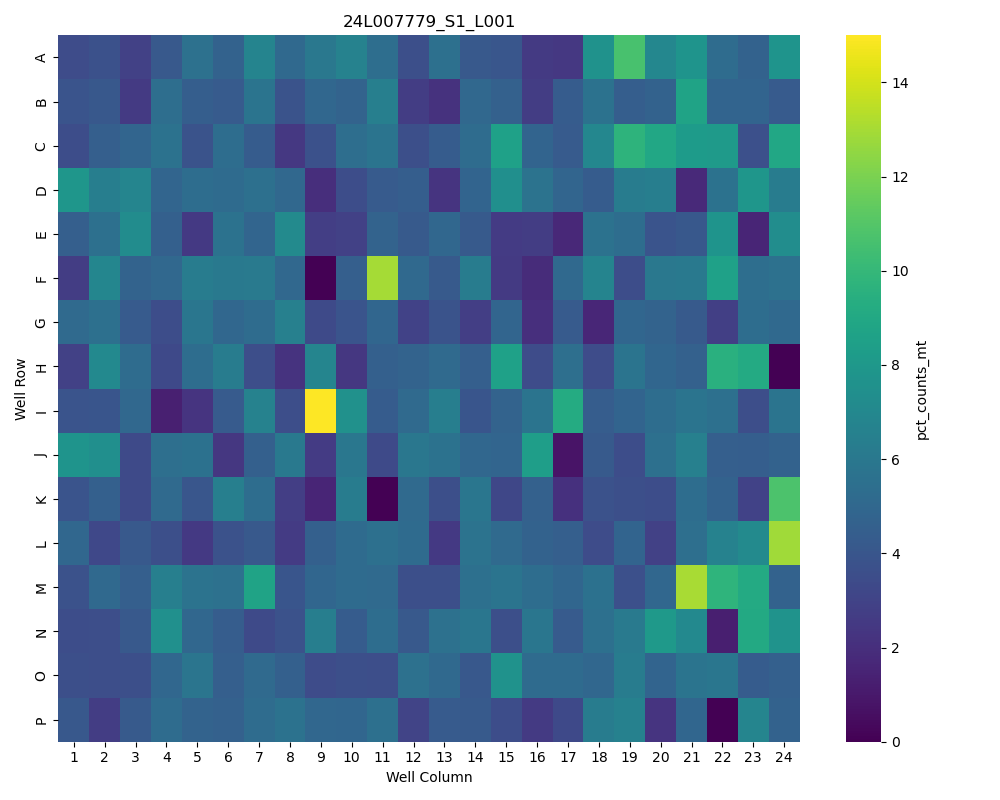 24L007779_S1_L001
A
B
C
D
E
F
G
H
I
J
K
L
M
N
O
P
Well Row
1 2 3 4 5 6 7 8 9 10 11 12 13 14 15 16 17 18 19 20 21 22 23 24
Well Column
14
12
10
8
6
4
2
0
pct_counts_mt